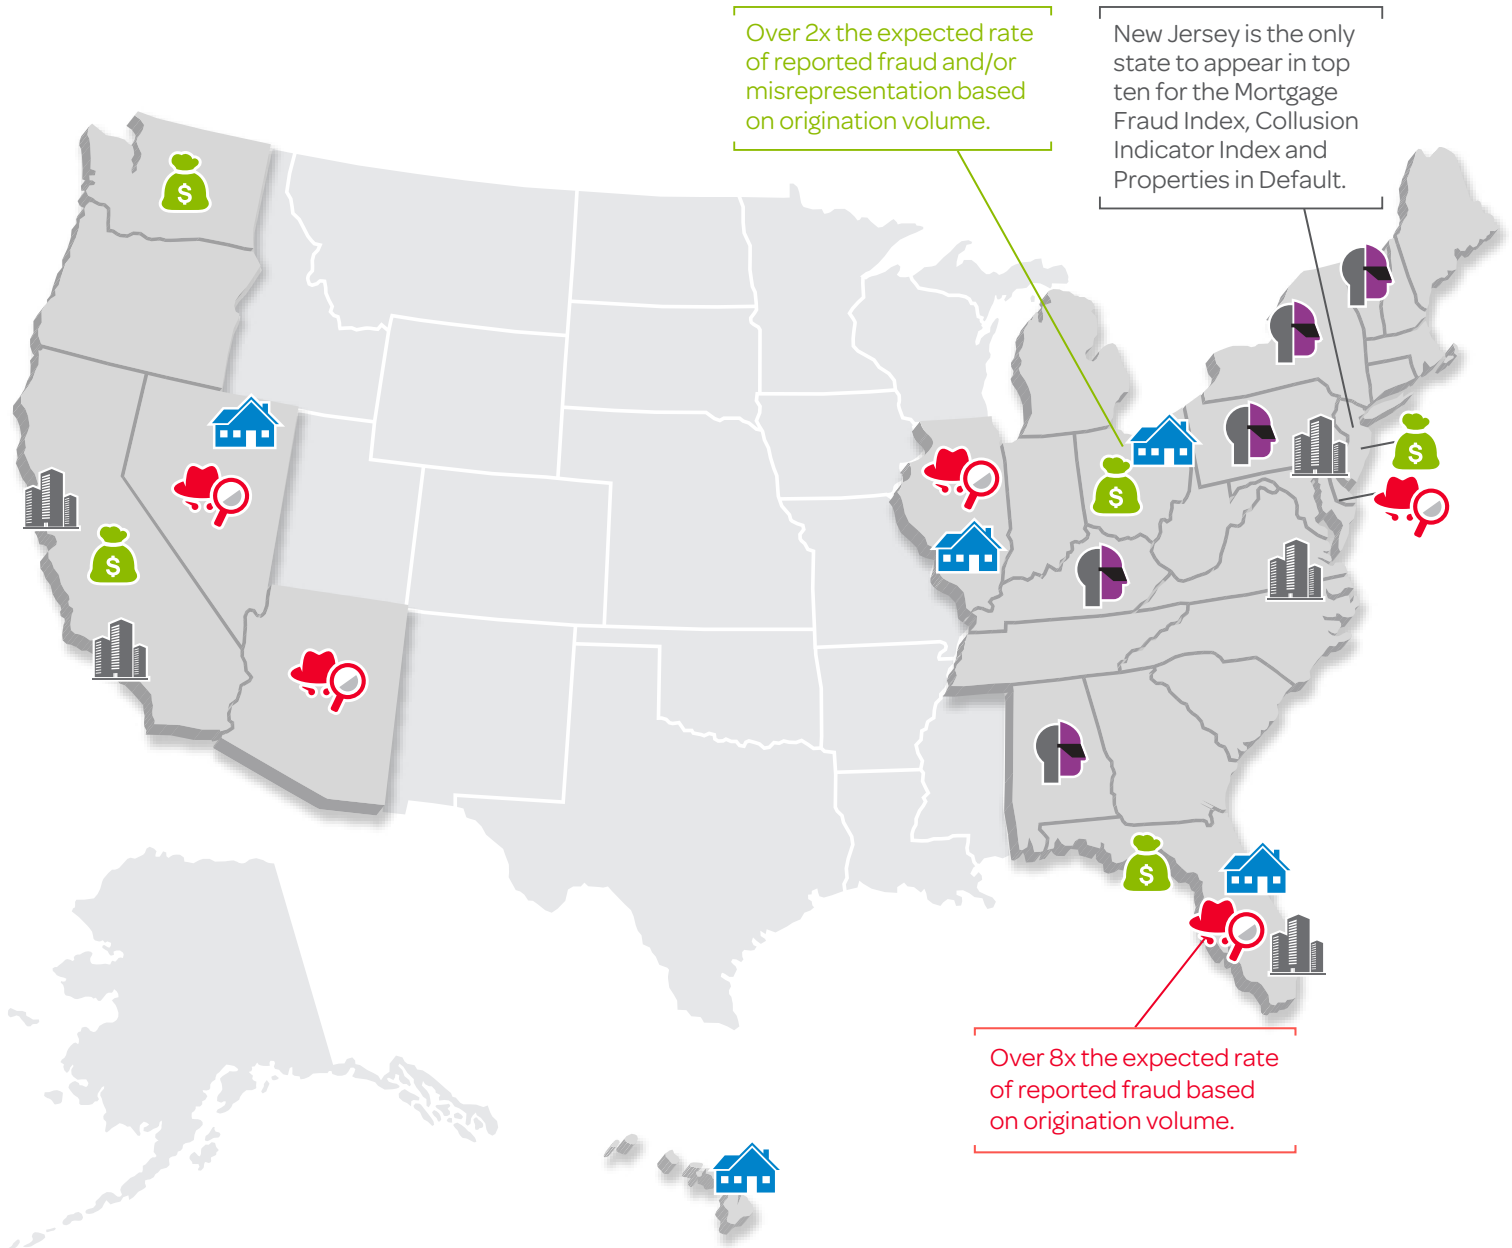 Over 2x the expected rate
of reported fraud and/or
misrepresentation based
on origination volume.
New Jersey is the only
state to appear in top
ten for the Mortgage
Fraud Index, Collusion
Indicator Index and
Properties in Default.
$
$
$
$
$
Over 8x the expected rate
of reported fraud based
on origination volume.